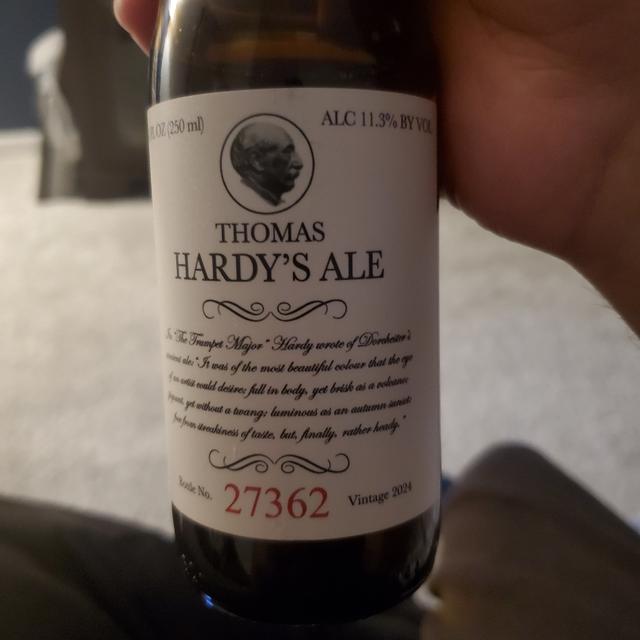 OZ (250 ml)
ALC 11.3% BY VOL
THOMAS
HARDY'S ALE
In "The Trumpet Major" Hardy wrote of Dorchester's
ancient ale: "It was of the most beautiful colour that the eye
of an artist could desire; full in body, yet brisk as a volcano;
piquant, yet without a twang; luminous as an autumn sunset;
free from streakiness of taste, but, finally, rather heady."
Bottle No. 27362 Vintage 2024